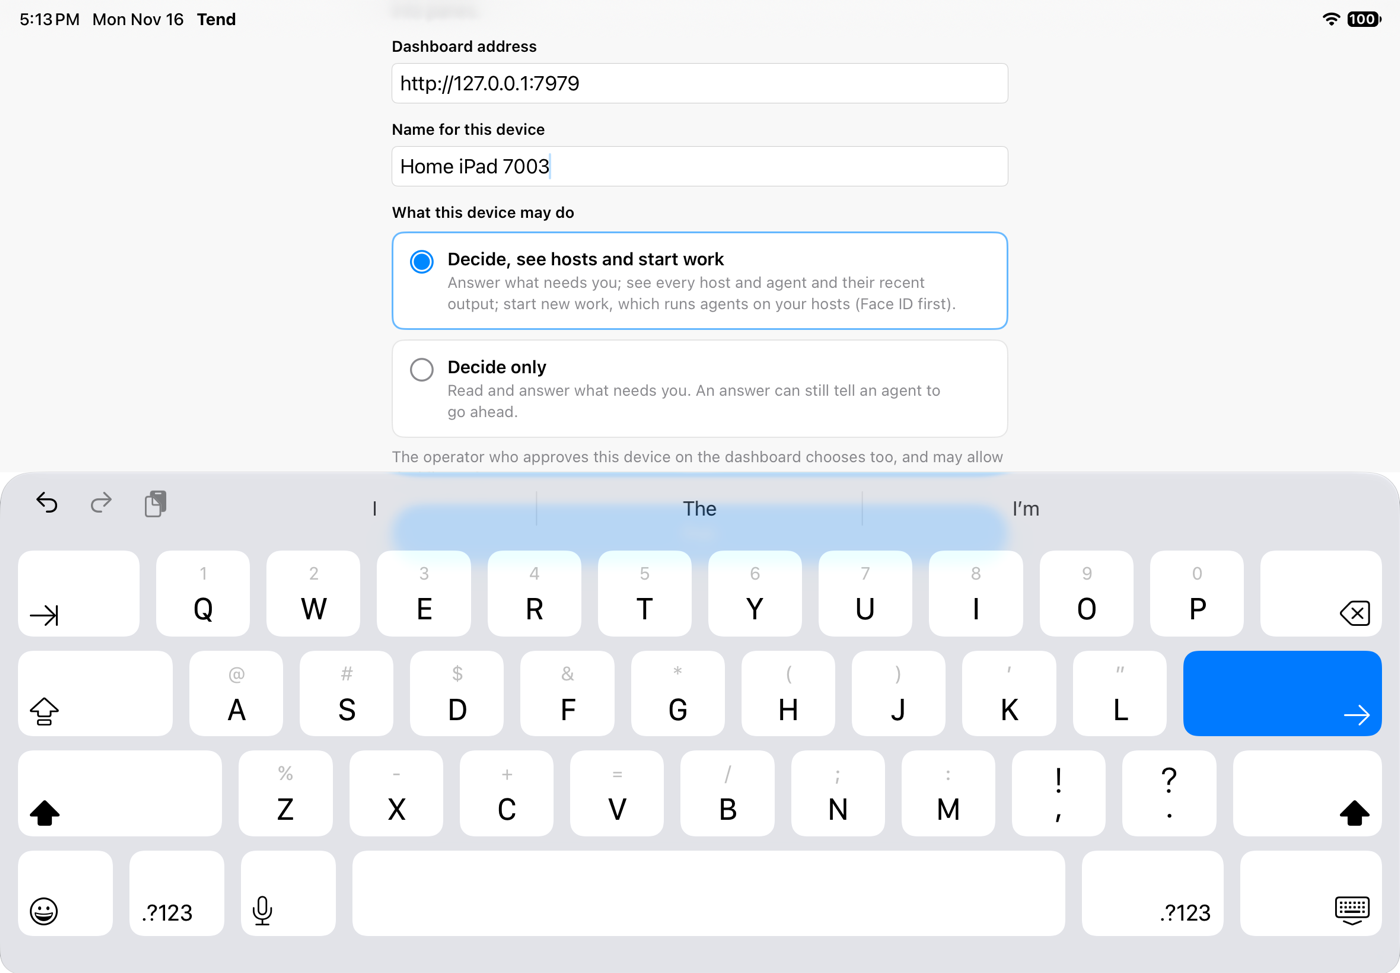 5:13 PM Mon Nov 16 Tend
100
Dashboard address
http://127.0.0.1:7979
Name for this device
Home iPad 7003
What this device may do
Decide, see hosts and start work
Answer what needs you; see every host and agent and their recent
output; start new work, which runs agents on your hosts (Face ID first).
Decide only
Read and answer what needs you. An answer can still tell an agent to
go ahead.
The operator who approves this device on the dashboard chooses too, and may allow
I The I’m
1 2 3 4 5 6 7 8 9 0
Q W E R T Y U I O P
@ # $ & * ( ) ' "
A S D F G H J K L
% - + = / ; : ! ?
Z X C V B N M , .
.?123 .?123